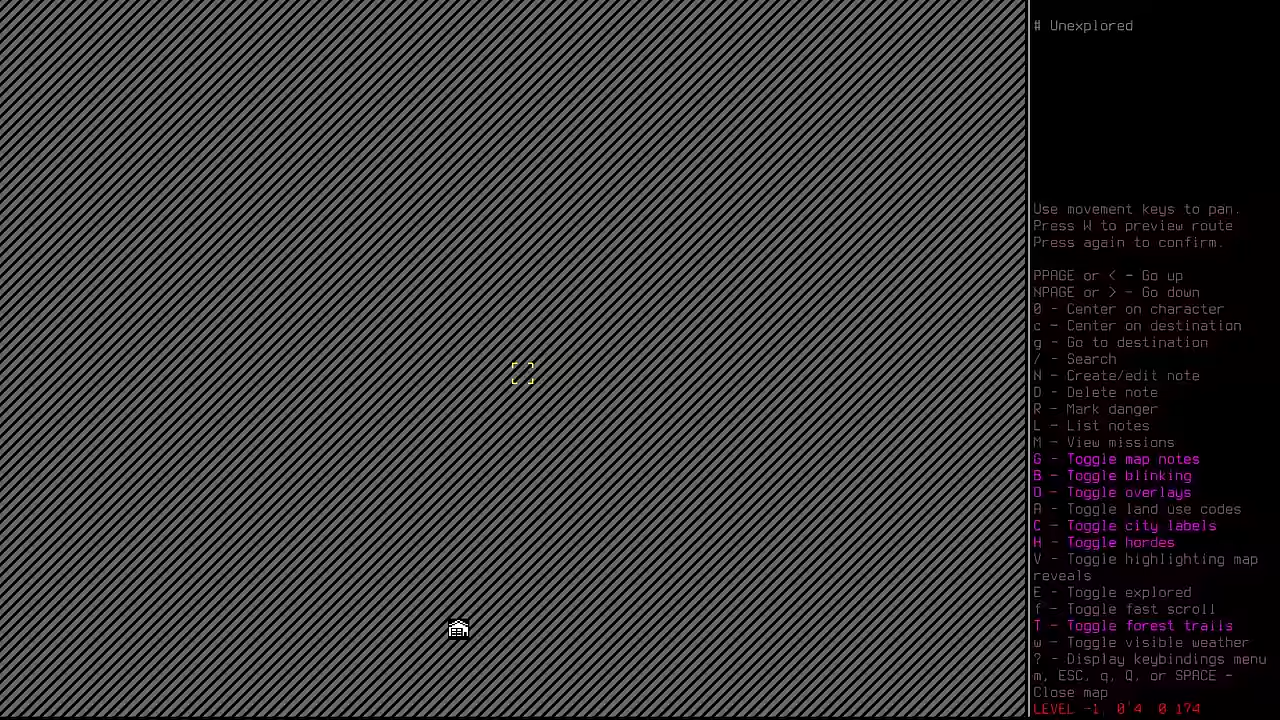 # Unexplored
Use movement keys to pan.
Press W to preview route
Press again to confirm.
PPAGE or < - Go up
NPAGE or > - Go down
0 - Center on character
c - Center on destination
g - Go to destination
/ - Search
N - Create/edit note
D - Delete note
R - Mark danger
L - List notes
M - View missions
G - Toggle map notes
B - Toggle blinking
O - Toggle overlays
A - Toggle land use codes
C - Toggle city labels
H - Toggle hordes
V - Toggle highlighting map
reveals
E - Toggle explored
f - Toggle fast scroll
T - Toggle forest trails
w - Toggle visible weather
? - Display keybindings menu
m, ESC, q, Q, or SPACE -
Close map
LEVEL -1, 0'4, 0'174